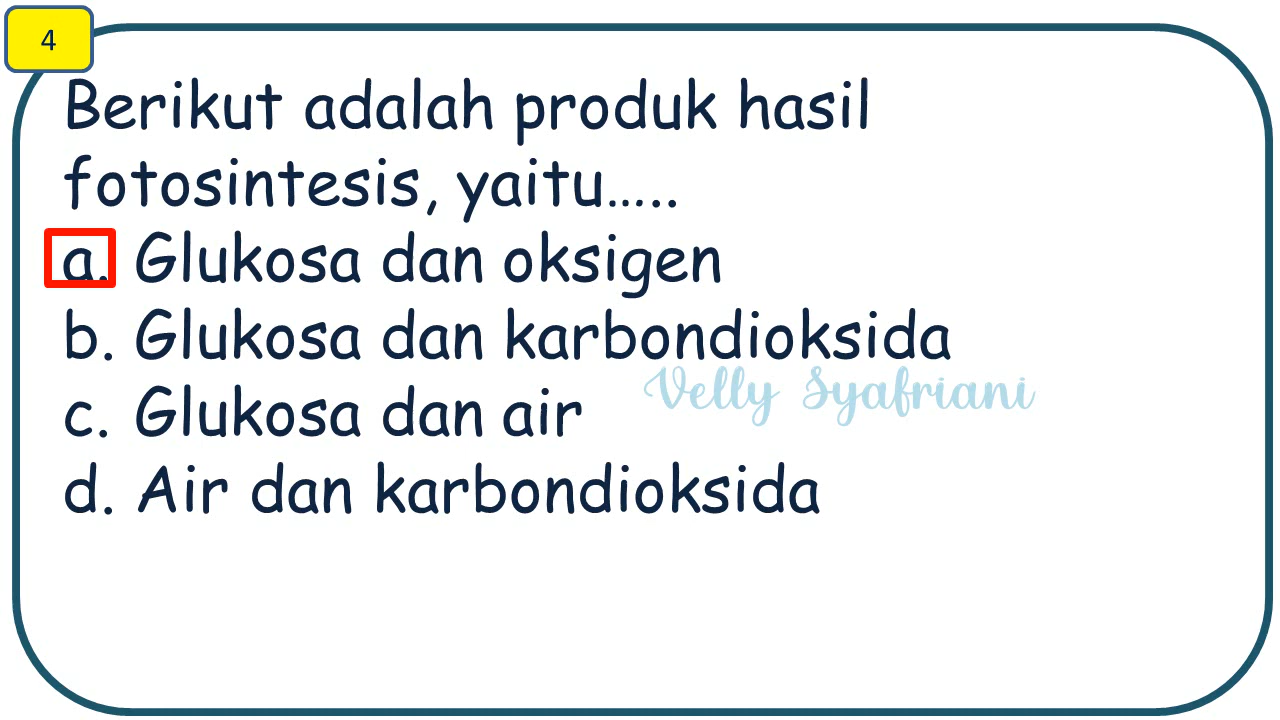 4
Berikut adalah produk hasil
fotosintesis, yaitu.....
a. Glukosa dan oksigen
b. Glukosa dan karbondioksida
Velly Syafriani
c. Glukosa dan air
d. Air dan karbondioksida